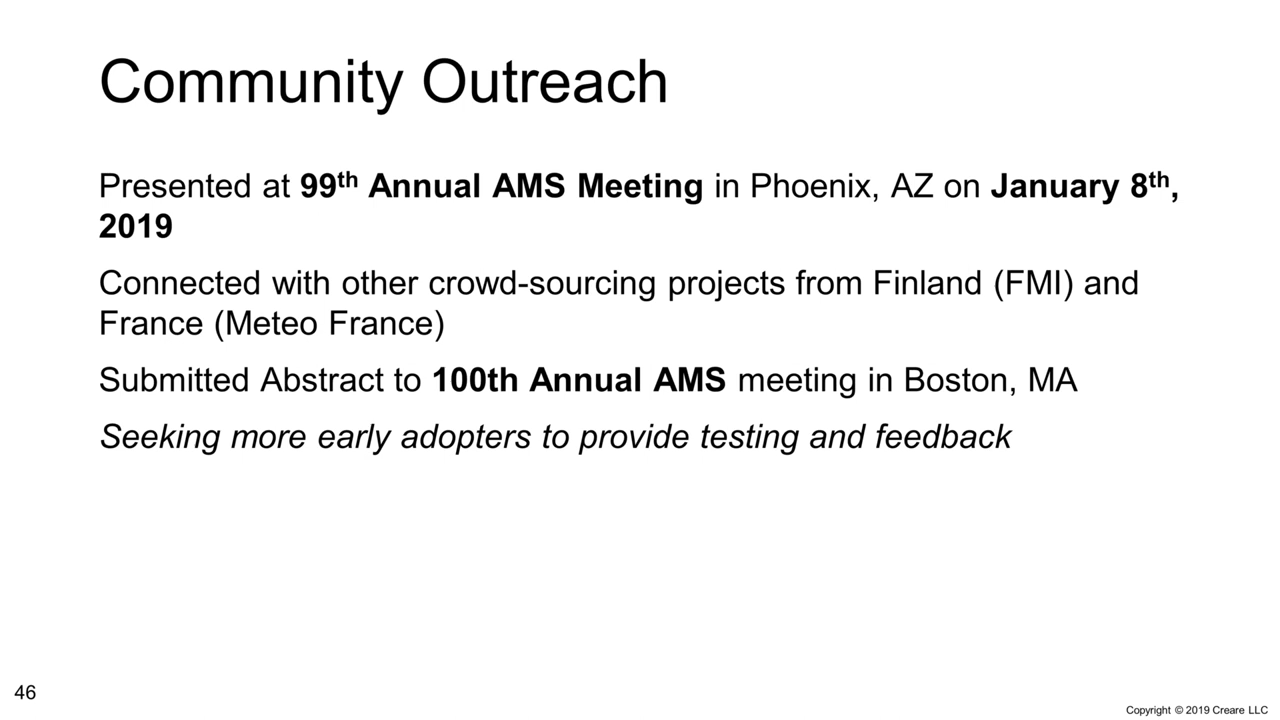 Community Outreach
Presented at 99th Annual AMS Meeting in Phoenix, AZ on January 8th,
2019
Connected with other crowd-sourcing projects from Finland (FMI) and
France (Meteo France)
Submitted Abstract to 100th Annual AMS meeting in Boston, MA
Seeking more early adopters to provide testing and feedback
46
Copyright © 2019 Creare LLC